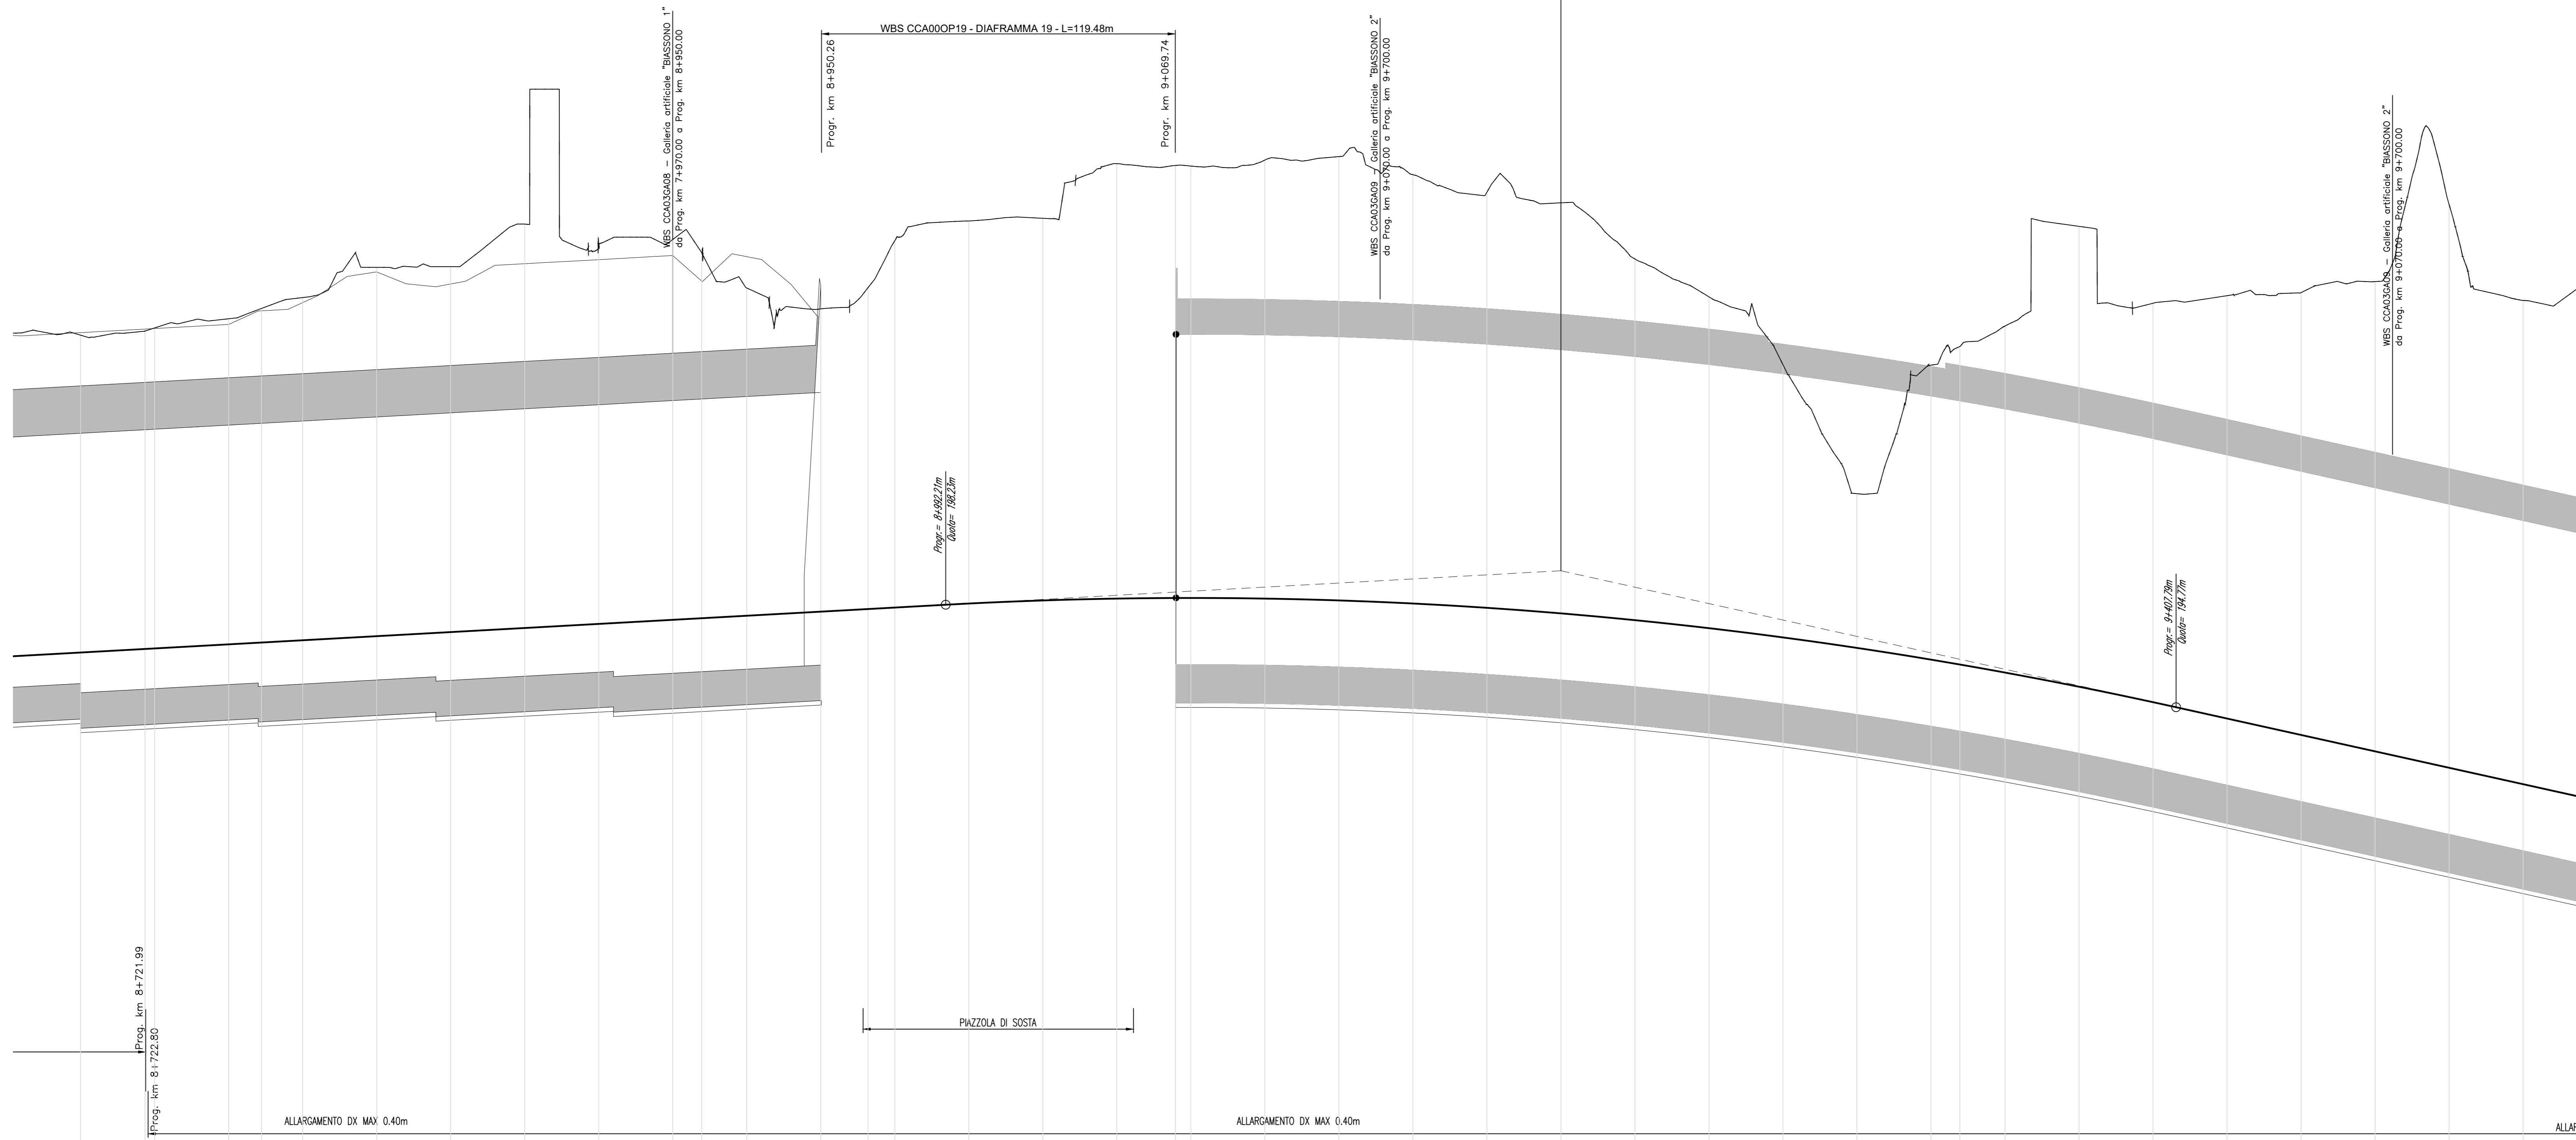 WBS CCA03GA08 - Galleria artificiale "BIASSONO 1"
da Prog. km 7+970.00 a Prog. km 8+950.00
WBS CCA00OP19 - DIAFRAMMA 19 - L=119.48m
Progr. km 8+950.26
Progr. km 9+069.74
WBS CCA03GA09 - Galleria artificiale "BIASSONO 2"
da Prog. km 9+070.00 a Prog. km 9+700.00
WBS CCA03GA09 - Galleria artificiale "BIASSONO 2"
da Prog. km 9+070.00 a Prog. km 9+700.00
Progr.= 8+992.21m
Quota= 198.23m
Progr.= 9+407.79m
Quota= 194.77m
Prog. km 8+721.99
Prog. km 8+722.80
PIAZZOLA DI SOSTA
ALLARGAMENTO DX MAX 0.40m
ALLARGAMENTO DX MAX 0.40m